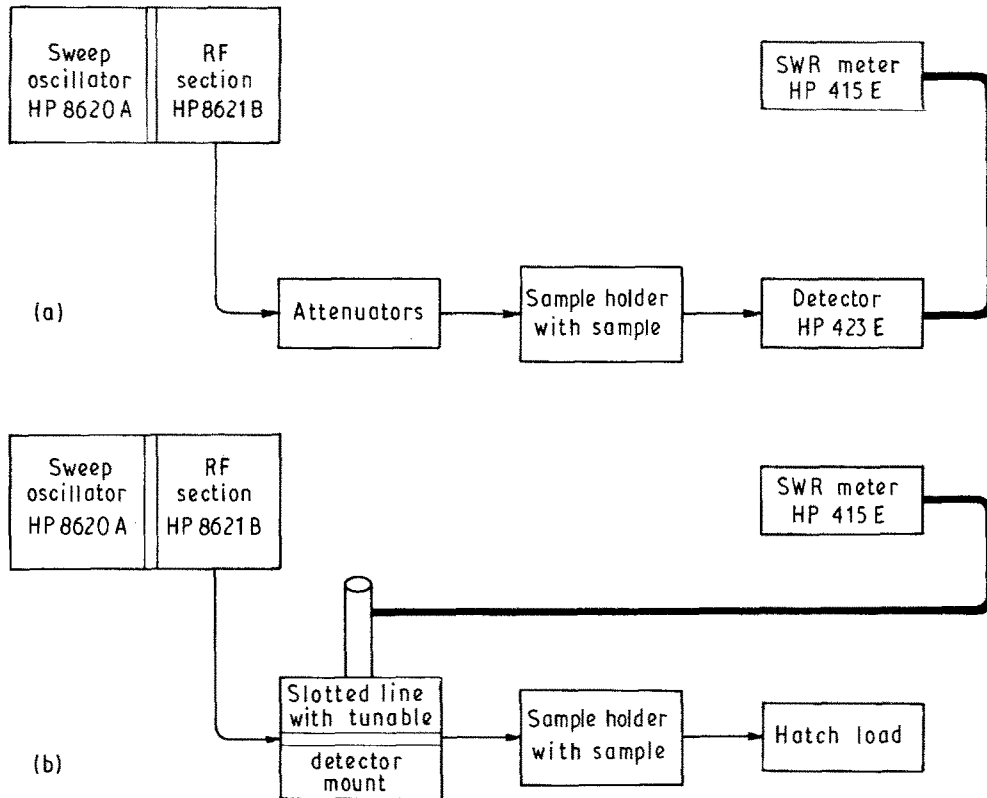 Sweep
oscillator
HP 8620 A
RF
section
HP8621B
SWR meter
HP 415 E
(a)
Attenuators
Sample holder
with sample
Detector
HP 423 E
Sweep
oscillator
HP 8620 A
RF
section
HP 8621 B
SWR meter
HP 415 E
(b)
Slotted line
with tunable
detector
mount
Sample holder
with sample
Hatch load